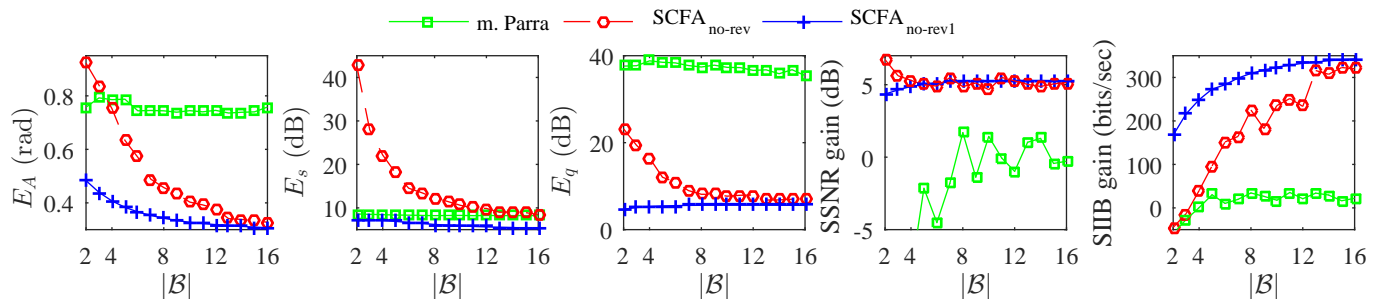 m. Parra SCFA_no-rev SCFA_no-rev1
E_A (rad)
0.8
0.6
0.4
2 4 8 12 16
|ℬ|
E_s (dB)
40
30
20
10
2 4 8 12 16
|ℬ|
E_q (dB)
40
20
0
2 4 8 12 16
|ℬ|
SSNR gain (dB)
5
0
-5
2 4 8 12 16
|ℬ|
SIIB gain (bits/sec)
300
200
100
0
2 4 8 12 16
|ℬ|